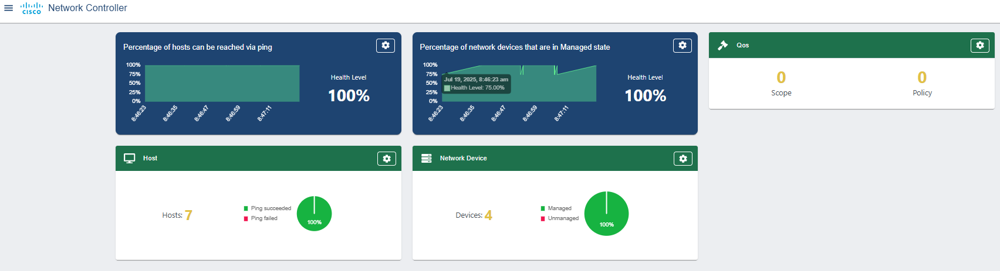 CISCO Network Controller
Percentage of hosts can be reached via ping
100%
75%
50%
25%
0%
8:46:23
8:46:35
8:46:47
8:46:59
8:47:11
Health Level
100%
Percentage of network devices that are in Managed state
100%
75%
50%
25%
0%
Jul 19, 2025, 8:46:23 am
Health Level: 75.00%
8:46:23
8:46:35
8:46:47
8:46:59
8:47:11
Health Level
100%
Qos
0
Scope
0
Policy
Host
Hosts: 7
Ping succeeded
Ping failed
100%
Network Device
Devices: 4
Managed
Unmanaged
100%